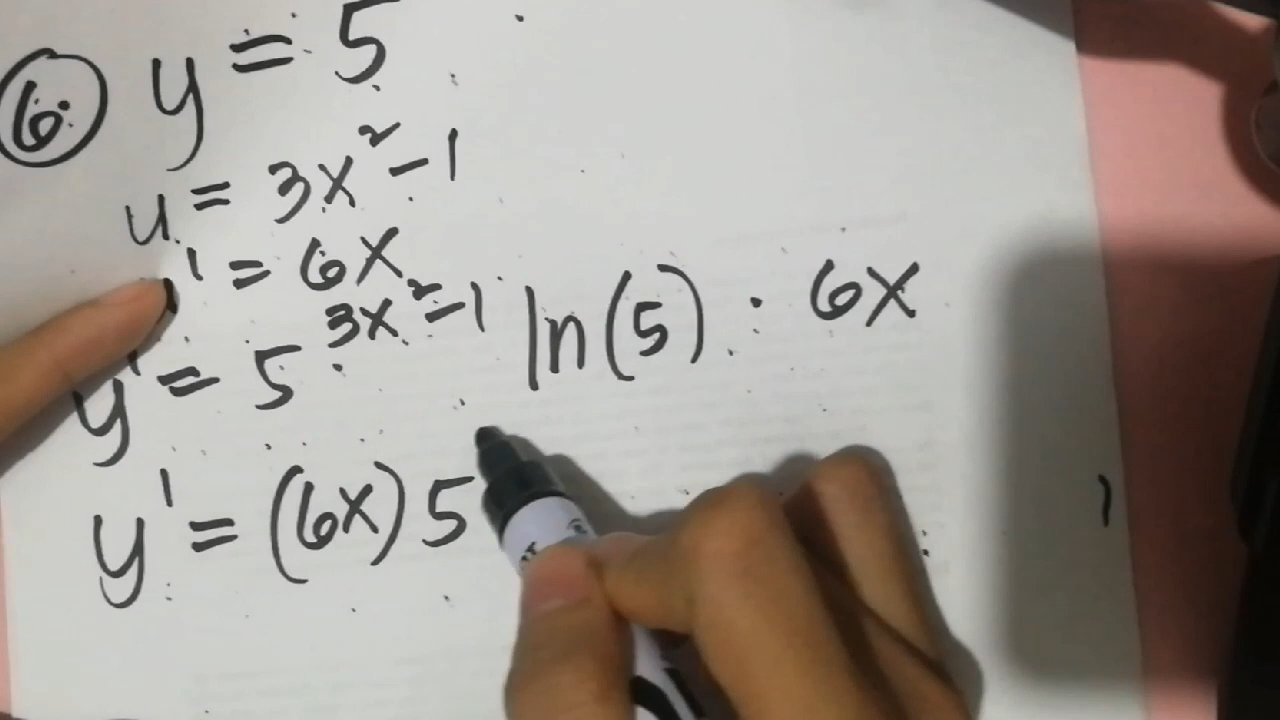 6. y = 5
u = 3x² - 1
' = 6x
y' = 5^(3x²-1) ln(5) · 6x
y' = (6x) 5